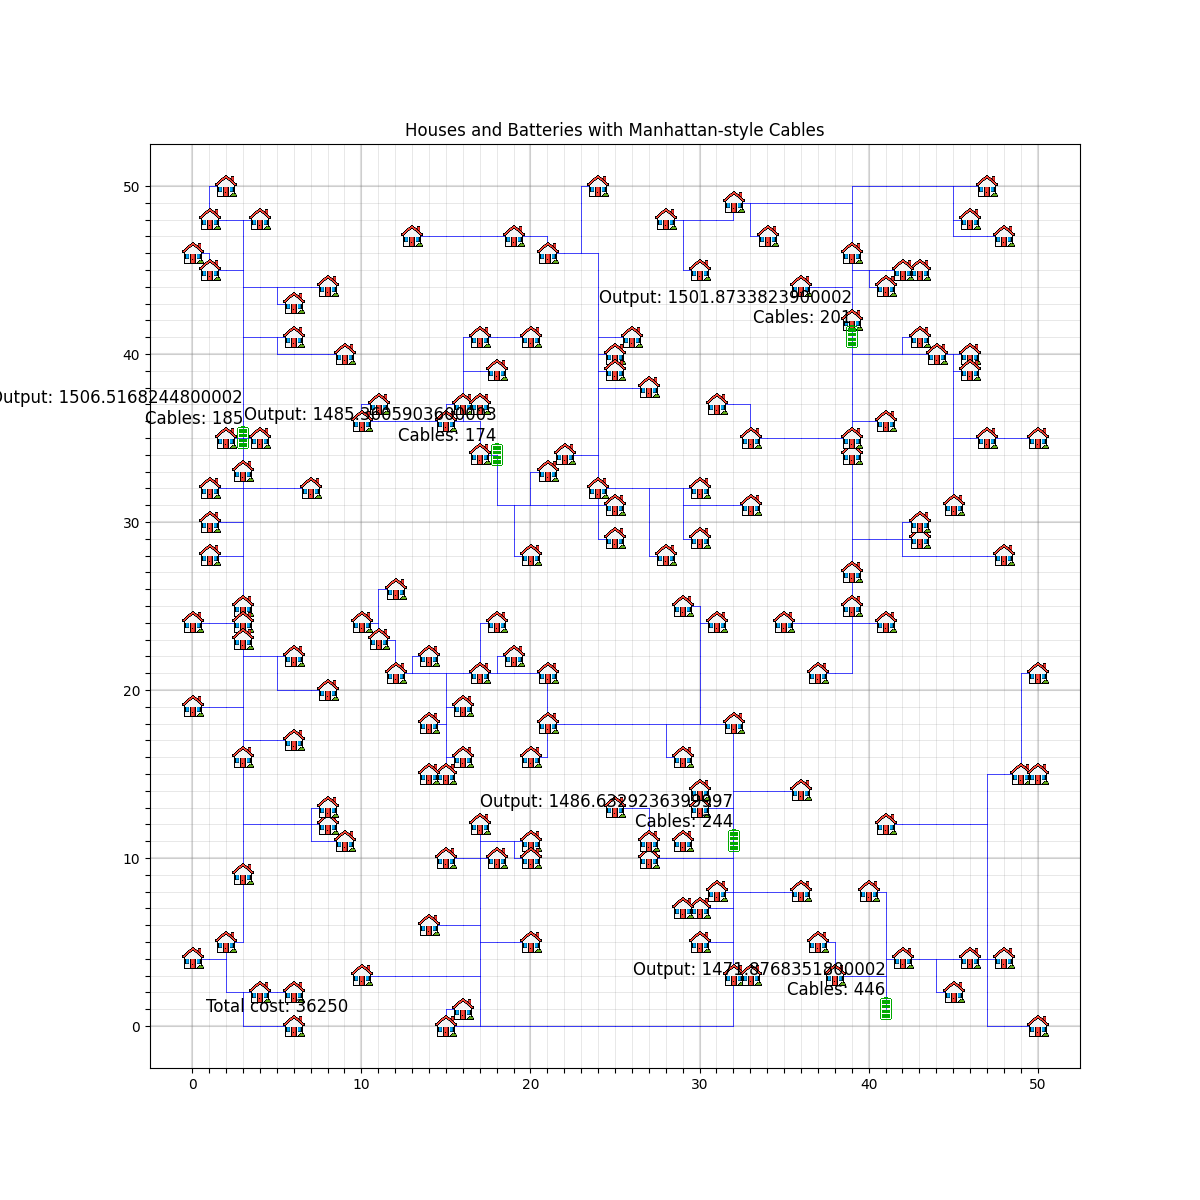 Houses and Batteries with Manhattan-style Cables
50
40
30
20
10
0
Output: 1501.8733823900002
Cables: 201
Output: 1506.5168244800002
Cables: 185
Output: 1485.3605903600003
Cables: 174
Output: 1486.6329236399997
Cables: 244
Output: 1471.8768351800002
Cables: 446
Total cost: 36250
0 10 20 30 40 50